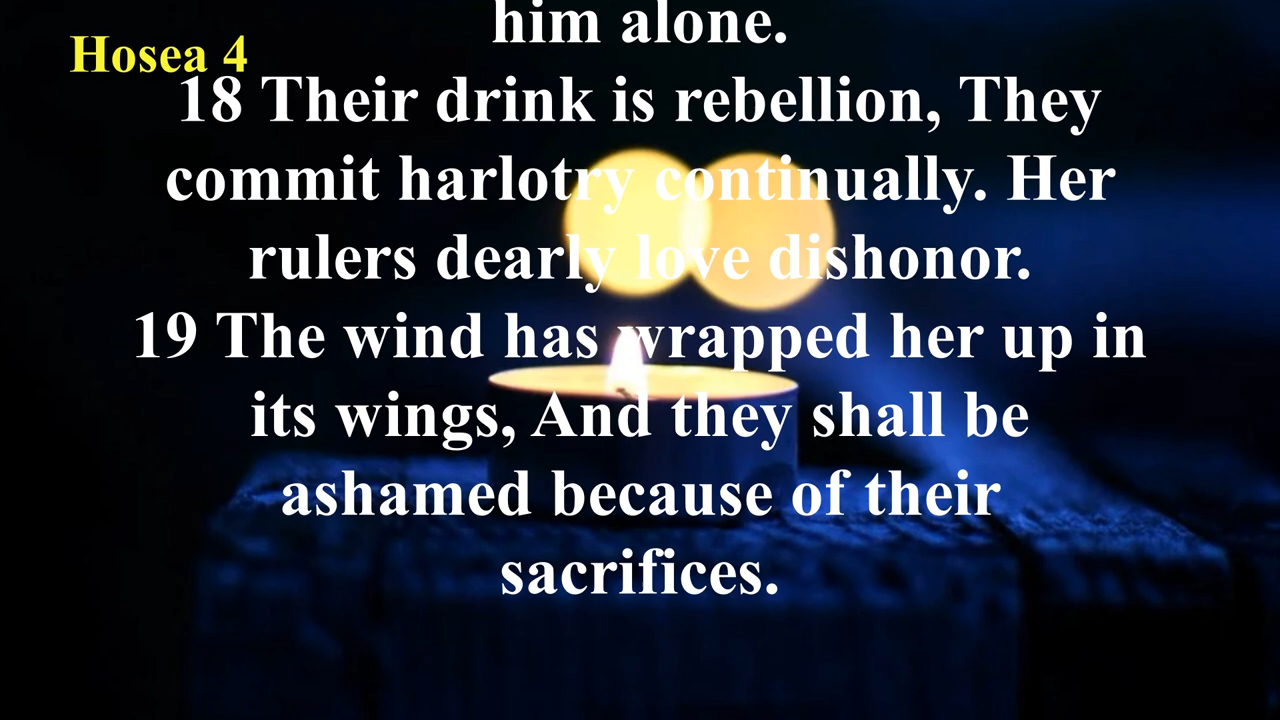 him alone.
Hosea 4
18 Their drink is rebellion, They
commit harlotry continually. Her
rulers dearly love dishonor.
19 The wind has wrapped her up in
its wings, And they shall be
ashamed because of their
sacrifices.